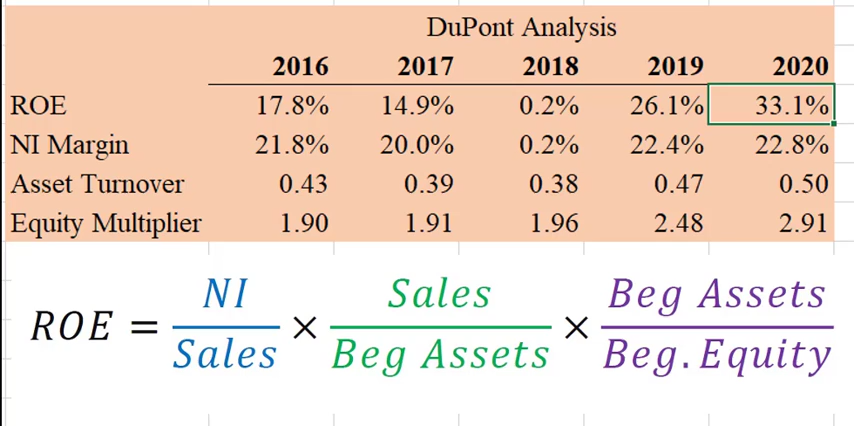 DuPont Analysis
2016 2017 2018 2019 2020
ROE 17.8% 14.9% 0.2% 26.1% 33.1%
NI Margin 21.8% 20.0% 0.2% 22.4% 22.8%
Asset Turnover 0.43 0.39 0.38 0.47 0.50
Equity Multiplier 1.90 1.91 1.96 2.48 2.91
ROE = NI/Sales × Sales/Beg Assets × Beg Assets/Beg. Equity